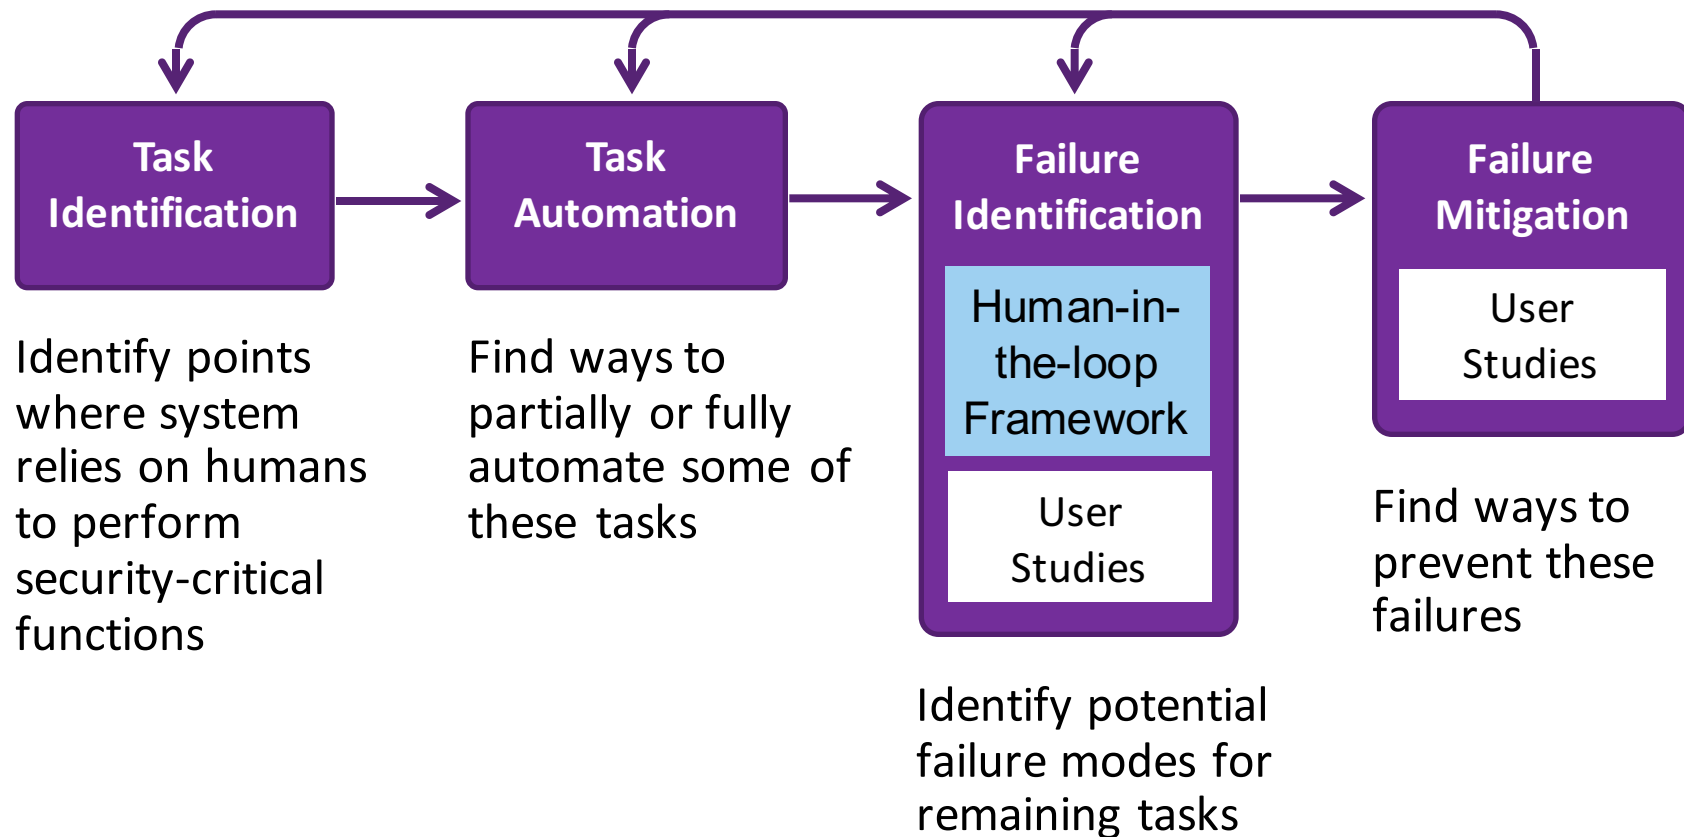 Task
Identification
Identify points
where system
relies on humans
to perform
security-critical
functions
Task
Automation
Find ways to
partially or fully
automate some of
these tasks
Failure
Identification
Human-in-
the-loop
Framework
User
Studies
Identify potential
failure modes for
remaining tasks
Failure
Mitigation
User
Studies
Find ways to
prevent these
failures